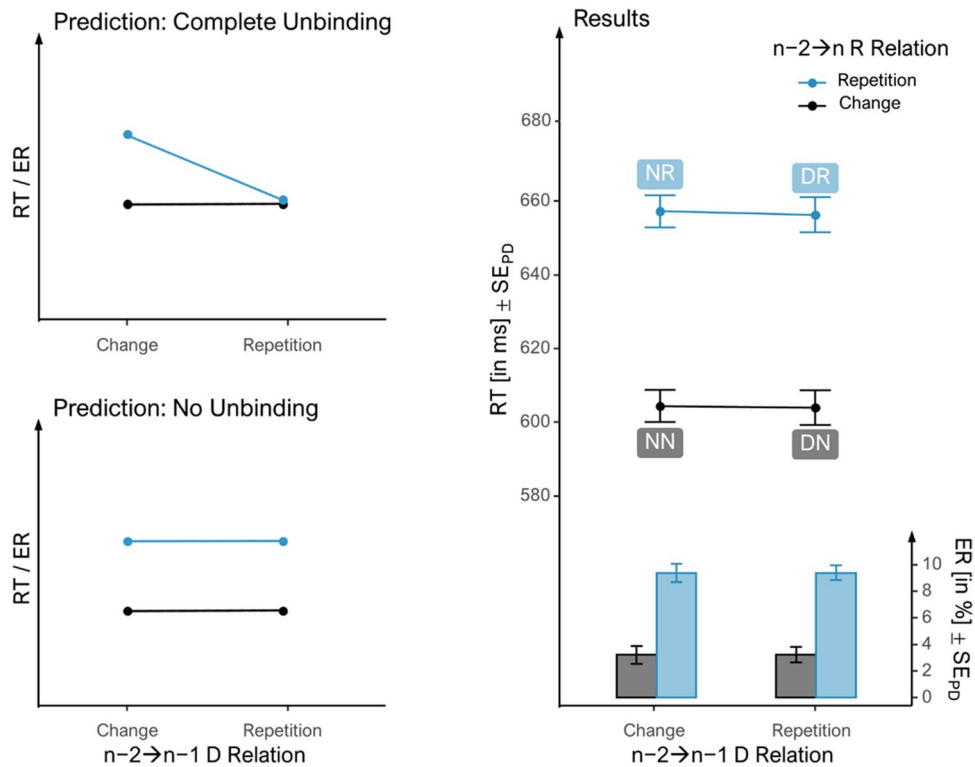 Prediction: Complete Unbinding
RT / ER
Change
Repetition
Prediction: No Unbinding
RT / ER
Change
Repetition
n−2→n−1 D Relation
Results
n−2→n R Relation
Repetition
Change
RT [in ms] ± SE_PD
680
660
640
620
600
580
NR
DR
NN
DN
ER [in %] ± SE_PD
10
8
6
4
2
0
Change
Repetition
n−2→n−1 D Relation